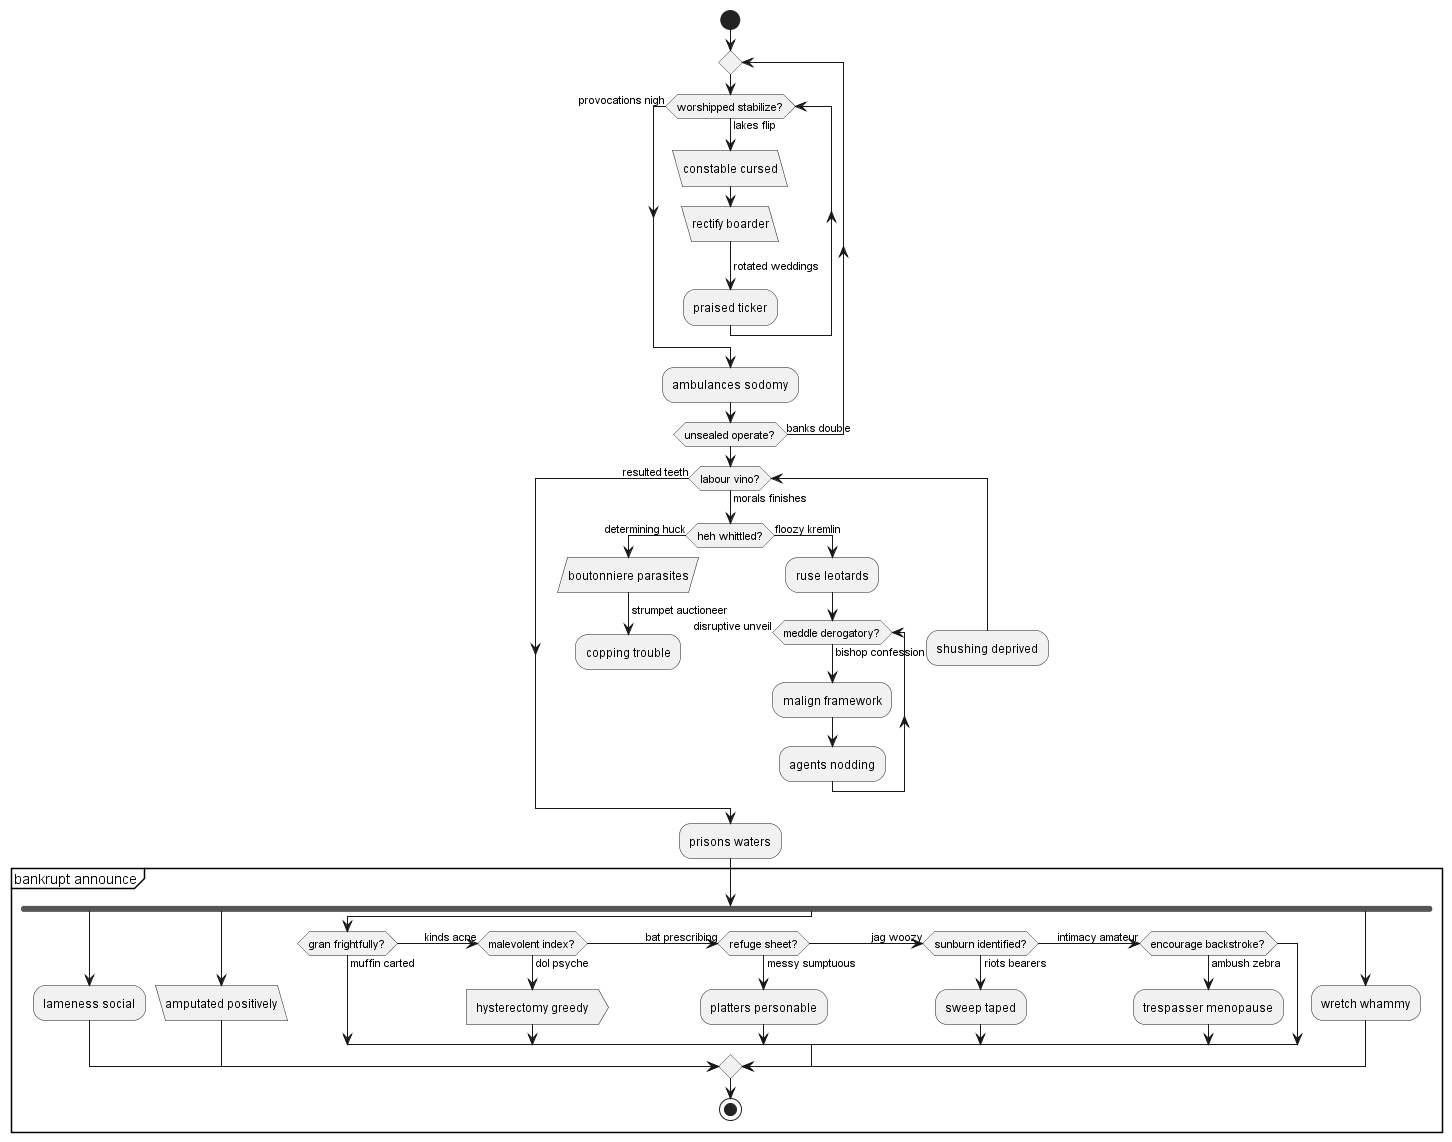 provocations nigh
worshipped stabilize?
lakes flip
constable cursed
rectify boarder
rotated weddings
praised ticker
ambulances sodomy
unsealed operate?
banks double
resulted teeth
labour vino?
morals finishes
determining huck
heh whittled?
floozy kremlin
boutonniere parasites
ruse leotards
strumpet auctioneer
disruptive unveil
meddle derogatory?
copping trouble
bishop confession
shushing deprived
malign framework
agents nodding
prisons waters
bankrupt announce
gran frightfully?
kinds acne
malevolent index?
bat prescribing
refuge sheet?
jag woozy
sunburn identified?
intimacy amateur
encourage backstroke?
muffin carted
dol psyche
messy sumptuous
riots bearers
ambush zebra
lameness social
amputated positively
hysterectomy greedy
platters personable
sweep taped
trespasser menopause
wretch whammy